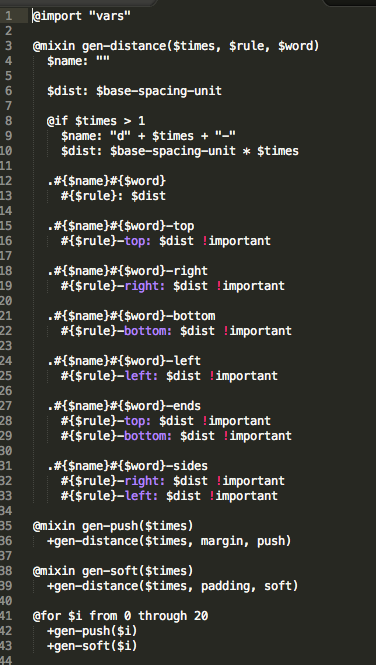 1 @import "vars"
2
3 @mixin gen-distance($times, $rule, $word)
4 $name: ""
5
6 $dist: $base-spacing-unit
7
8 @if $times > 1
9 $name: "d" + $times + "-"
10 $dist: $base-spacing-unit * $times
11
12 .#{$name}#{$word}
13 #{$rule}: $dist
14
15 .#{$name}#{$word}-top
16 #{$rule}-top: $dist !important
17
18 .#{$name}#{$word}-right
19 #{$rule}-right: $dist !important
20
21 .#{$name}#{$word}-bottom
22 #{$rule}-bottom: $dist !important
23
24 .#{$name}#{$word}-left
25 #{$rule}-left: $dist !important
26
27 .#{$name}#{$word}-ends
28 #{$rule}-top: $dist !important
29 #{$rule}-bottom: $dist !important
30
31 .#{$name}#{$word}-sides
32 #{$rule}-right: $dist !important
33 #{$rule}-left: $dist !important
34
35 @mixin gen-push($times)
36 +gen-distance($times, margin, push)
37
38 @mixin gen-soft($times)
39 +gen-distance($times, padding, soft)
40
41 @for $i from 0 through 20
42 +gen-push($i)
43 +gen-soft($i)
44